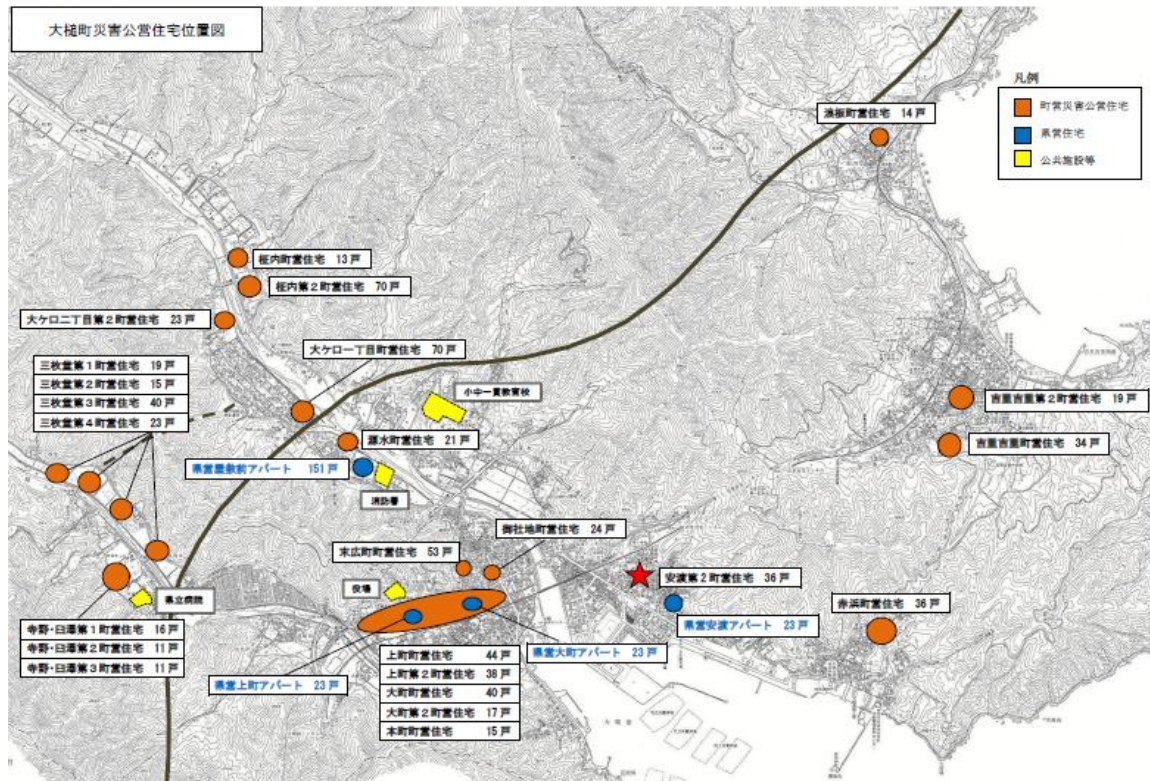 大槌町災害公営住宅位置図
凡例
町営災害公営住宅
県営住宅
公共施設等
浪板町営住宅 14戸
柾内町営住宅 13戸
柾内第2町営住宅 70戸
大ケロ二丁目第2町営住宅 23戸
大ケロ一丁目町営住宅 70戸
三枚堂第1町営住宅 19戸
三枚堂第2町営住宅 15戸
三枚堂第3町営住宅 40戸
三枚堂第4町営住宅 23戸
小中一貫教育校
吉里吉里第2町営住宅 19戸
吉里吉里町営住宅 34戸
源水町営住宅 21戸
県営屋敷前アパート 151戸
消防署
御社地町営住宅 24戸
末広町町営住宅 53戸
役場
安渡第2町営住宅 36戸
県営安渡アパート 23戸
赤浜町営住宅 36戸
県立病院
寺野・臼澤第1町営住宅 16戸
寺野・臼澤第2町営住宅 11戸
寺野・臼澤第3町営住宅 11戸
県営上町アパート 23戸
上町町営住宅 44戸
上町第2町営住宅 38戸
大町町営住宅 40戸
大町第2町営住宅 17戸
本町町営住宅 15戸
県営大町アパート 23戸